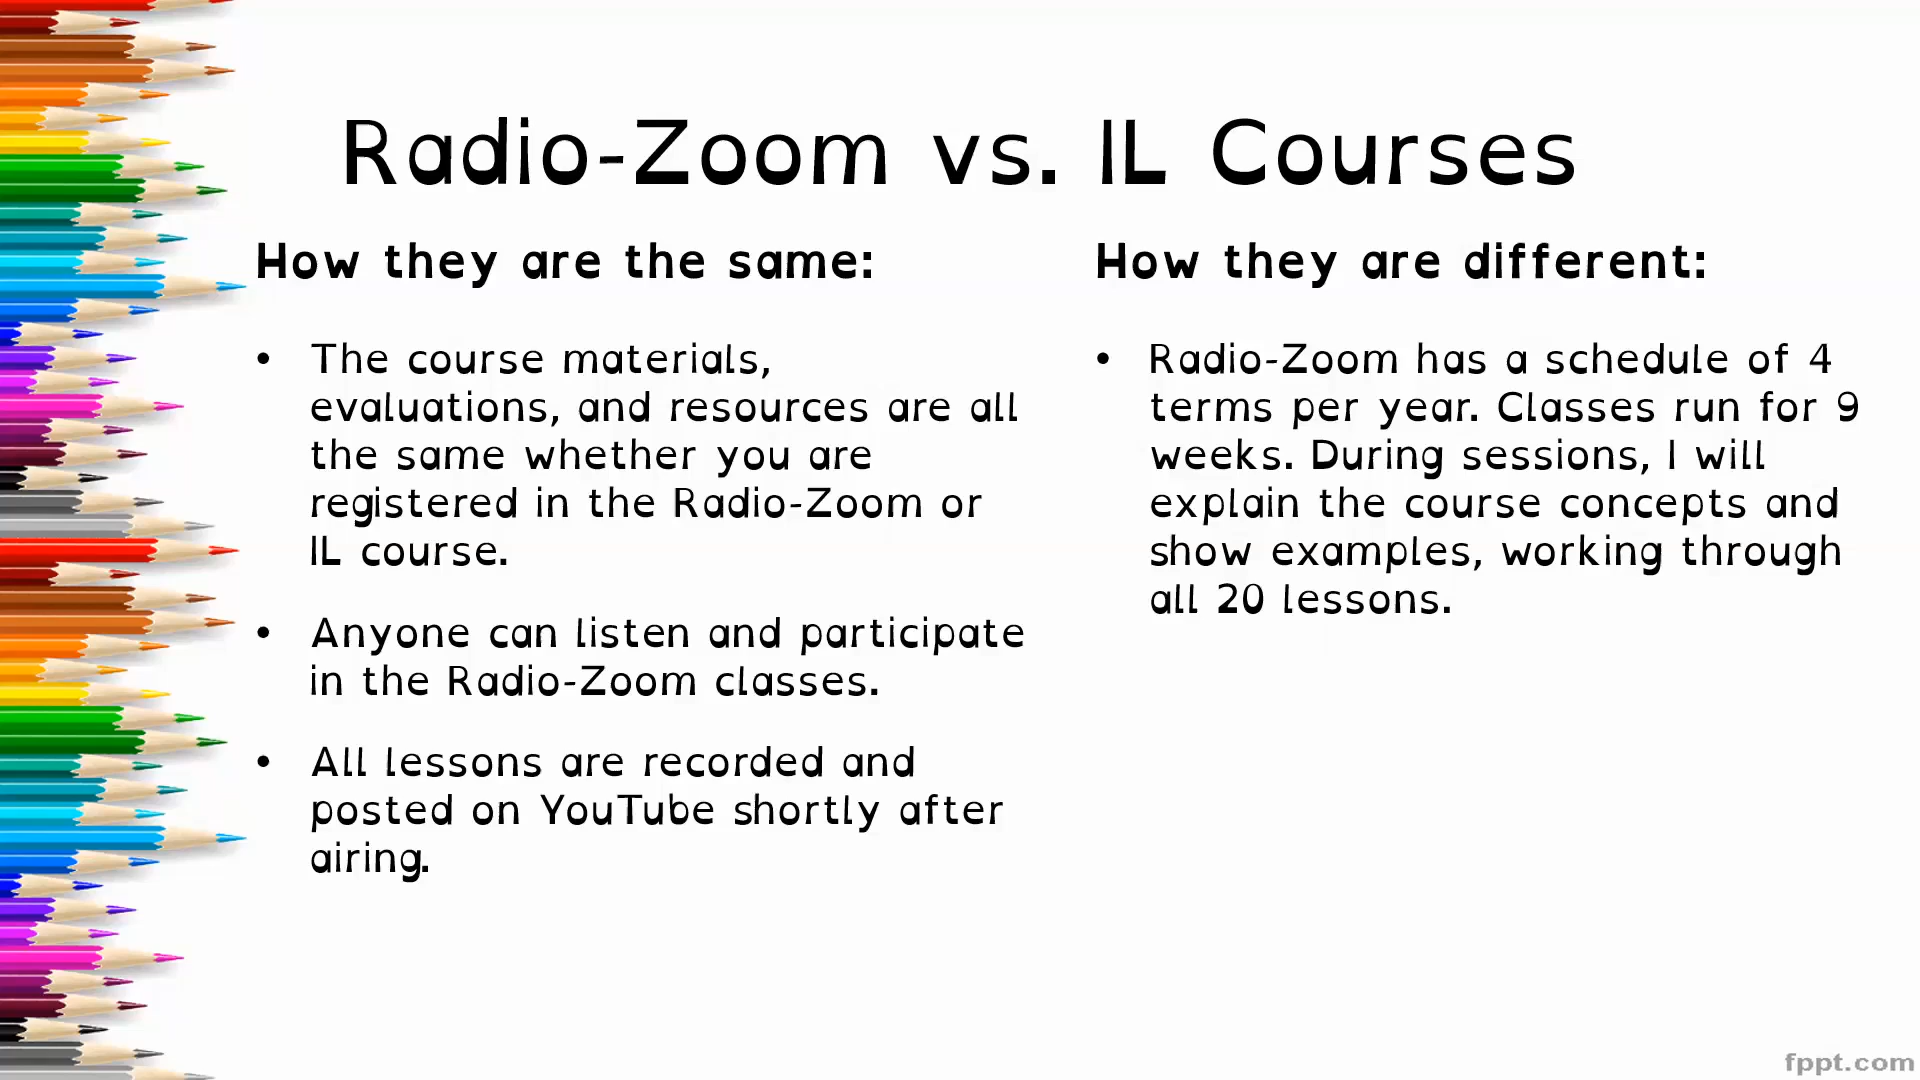 Radio-Zoom vs. IL Courses
How they are the same:
• The course materials,
evaluations, and resources are all
the same whether you are
registered in the Radio-Zoom or
IL course.
• Anyone can listen and participate
in the Radio-Zoom classes.
• All lessons are recorded and
posted on YouTube shortly after
airing.
How they are different:
• Radio-Zoom has a schedule of 4
terms per year. Classes run for 9
weeks. During sessions, I will
explain the course concepts and
show examples, working through
all 20 lessons.
fppt.com